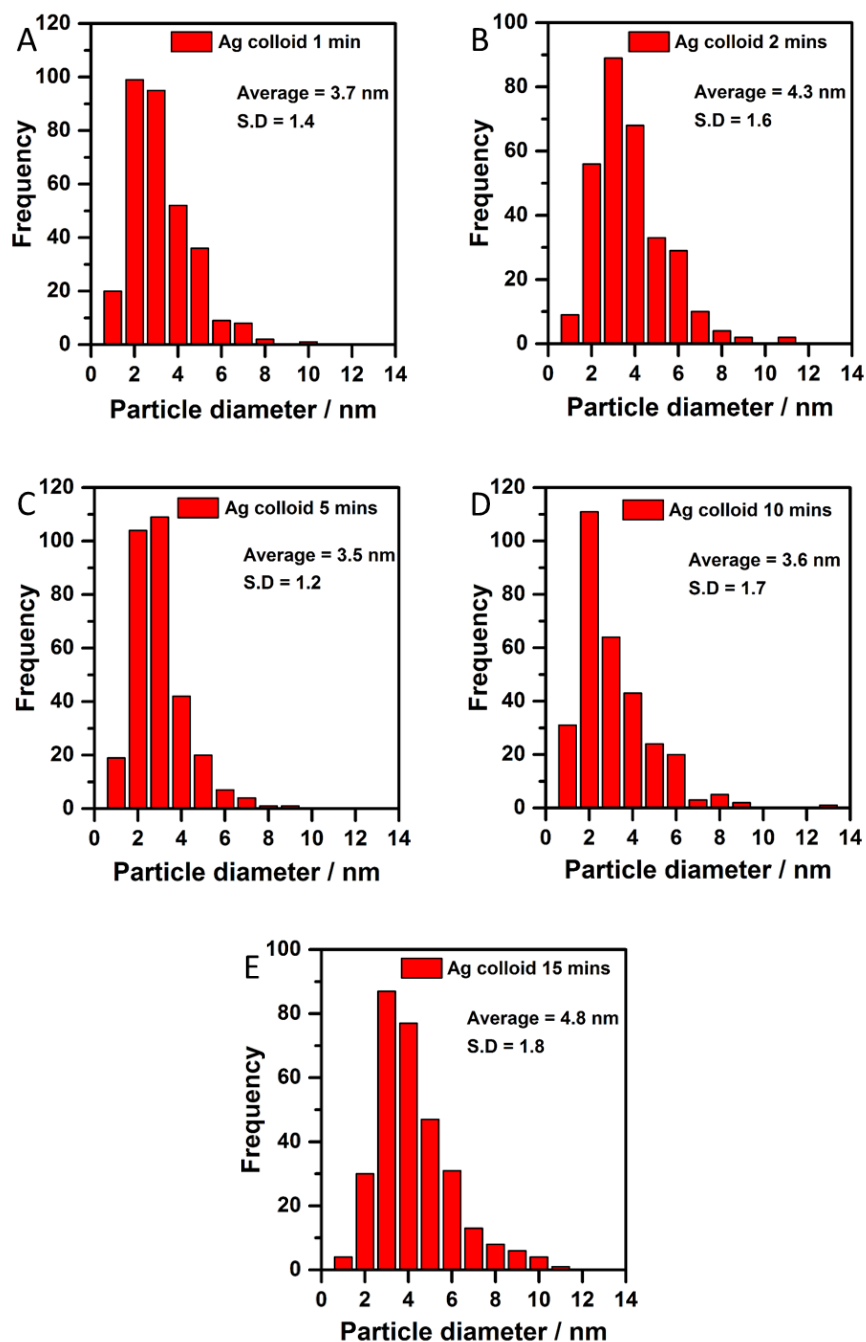 A
Ag colloid 1 min
Average = 3.7 nm
S.D = 1.4
Frequency
120
100
80
60
40
20
0
0 2 4 6 8 10 12 14
Particle diameter / nm
B
Ag colloid 2 mins
Average = 4.3 nm
S.D = 1.6
Frequency
100
80
60
40
20
0
0 2 4 6 8 10 12 14
Particle diameter / nm
C
Ag colloid 5 mins
Average = 3.5 nm
S.D = 1.2
Frequency
120
100
80
60
40
20
0
0 2 4 6 8 10 12 14
Particle diameter / nm
D
Ag colloid 10 mins
Average = 3.6 nm
S.D = 1.7
Frequency
120
100
80
60
40
20
0
0 2 4 6 8 10 12 14
Particle diameter / nm
E
Ag colloid 15 mins
Average = 4.8 nm
S.D = 1.8
Frequency
100
80
60
40
20
0
0 2 4 6 8 10 12 14
Particle diameter / nm